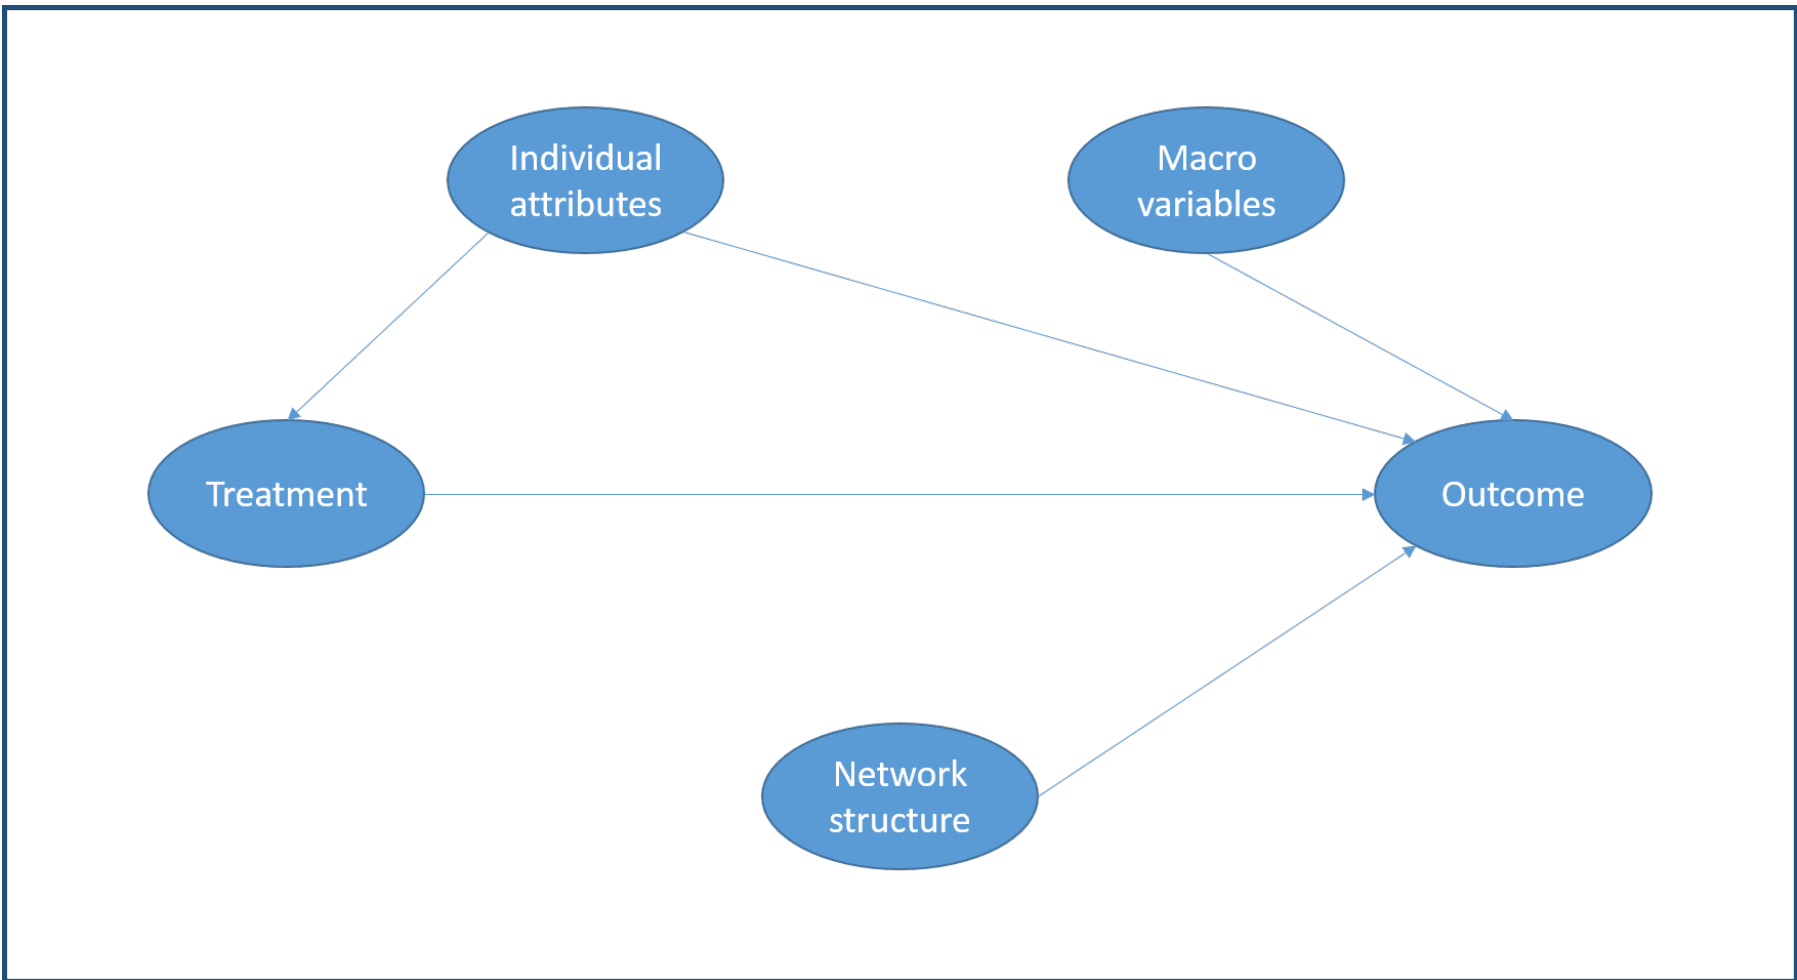 Individual
attributes
Macro
variables
Treatment
Outcome
Network
structure